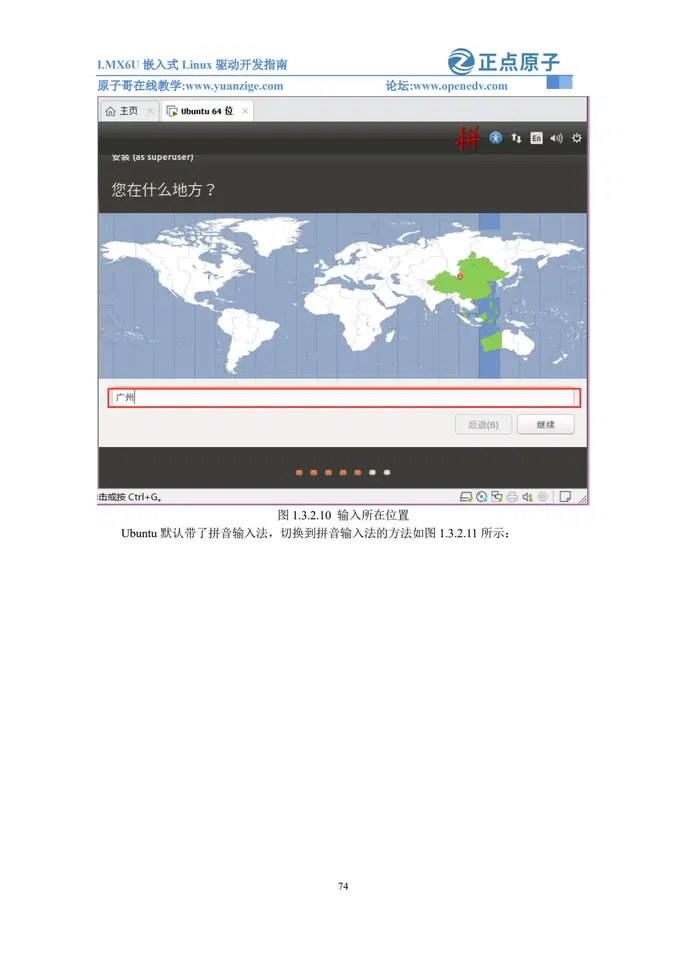 I.MX6U 嵌入式 Linux 驱动开发指南
正点原子
原子哥在线教学:www.yuanzige.com 论坛:www.openedv.com
主页 × Ubuntu 64 位 ×
拼 En
安装 (as superuser)
您在什么地方？
广州
后退(B) 继续
击或按 Ctrl+G。
图 1.3.2.10 输入所在位置
Ubuntu 默认带了拼音输入法，切换到拼音输入法的方法如图 1.3.2.11 所示：
74